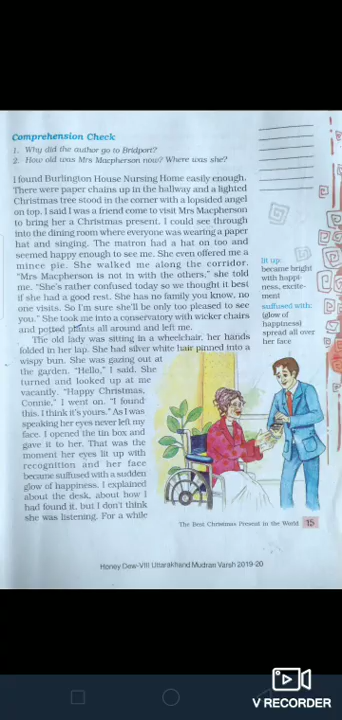 Comprehension Check
1. Why did the author go to Bridport?
2. How old was Mrs Macpherson now? Where was she?
I found Burlington House Nursing Home easily enough.
There were paper chains up in the hallway and a lighted
Christmas tree stood in the corner with a lopsided angel
on top. I said I was a friend come to visit Mrs Macpherson
to bring her a Christmas present. I could see through
into the dining room where everyone was wearing a paper
hat and singing. The matron had a hat on too and
seemed happy enough to see me. She even offered me a
mince pie. She walked me along the corridor.
“Mrs Macpherson is not in with the others,” she told
me. “She’s rather confused today so we thought it best
if she had a good rest. She has no family you know, no
one visits. So I’m sure she’ll be only too pleased to see
you.” She took me into a conservatory with wicker chairs
and potted plants all around and left me.
The old lady was sitting in a wheelchair, her hands
folded in her lap. She had silver white hair pinned into a
wispy bun. She was gazing out at
the garden. “Hello,” I said. She
turned and looked up at me
vacantly. “Happy Christmas,
Connie,” I went on. “I found
this. I think it’s yours.” As I was
speaking her eyes never left my
face. I opened the tin box and
gave it to her. That was the
moment her eyes lit up with
recognition and her face
became suffused with a sudden
glow of happiness. I explained
about the desk, about how I
had found it, but I don’t think
she was listening. For a while
lit up:
became bright
with happi-
ness, excite-
ment
suffused with:
(glow of
happiness)
spread all over
her face
The Best Christmas Present in the World 15
Honey Dew-VIII Uttarakhand Mudran Varsh 2019-20
V RECORDER